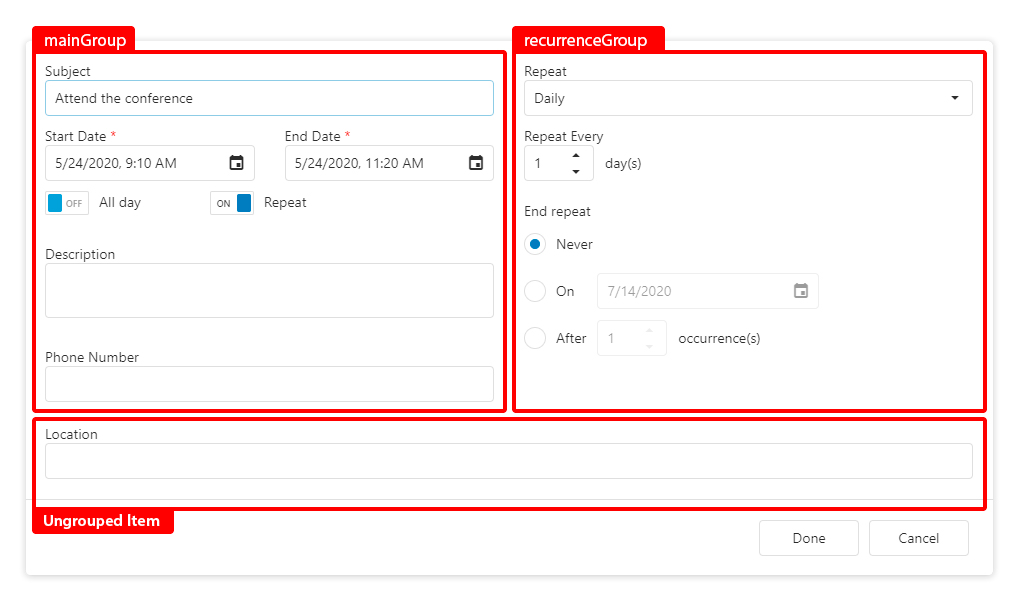 mainGroup
Subject
Attend the conference
Start Date * End Date *
5/24/2020, 9:10 AM 5/24/2020, 11:20 AM
OFF All day ON Repeat
Description
Phone Number
recurrenceGroup
Repeat
Daily
Repeat Every
1 day(s)
End repeat
Never
On 7/14/2020
After 1 occurrence(s)
Location
Ungrouped Item
Done Cancel